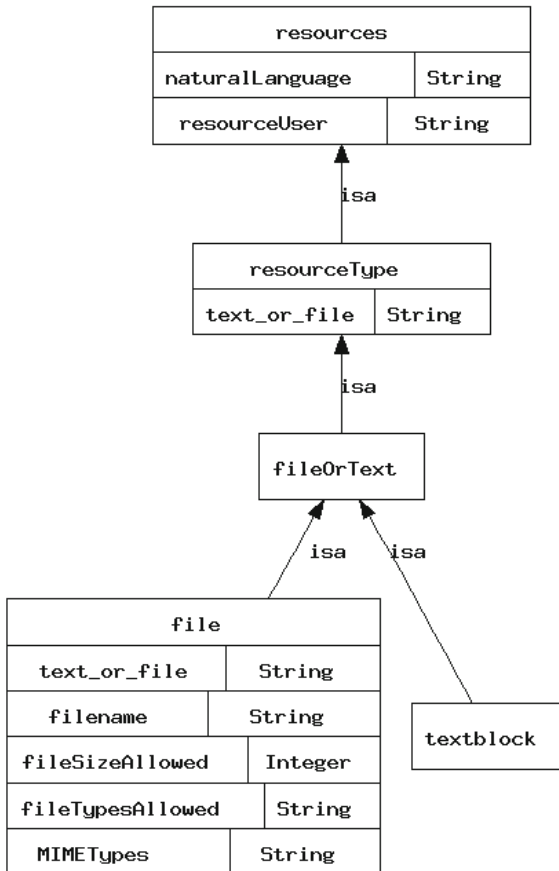 resources
naturalLanguage String
resourceUser String
isa
resourceType
text_or_file String
isa
fileOrText
isa isa
file
text_or_file String
filename String
textblock
fileSizeAllowed Integer
fileTypesAllowed String
MIMETypes String